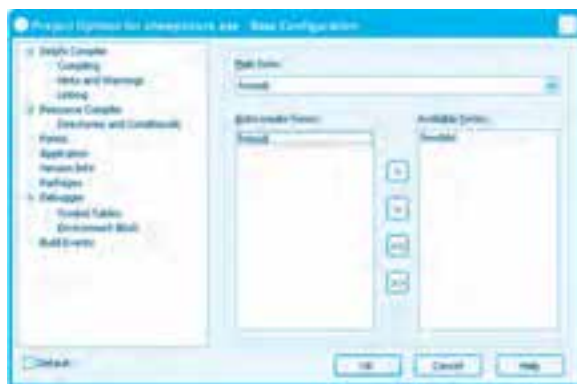 Project Options for sheepstore.exe - Base Configuration
Delphi Compiler
Compiling
Hints and Warnings
Linking
Resource Compiler
Directories and Conditionals
Forms
Application
Version Info
Packages
Debugger
Symbol Tables
Environment Block
Build Events
Main form:
Auto-create forms:
Available forms:
>
>>
Default
OK
Cancel
Help